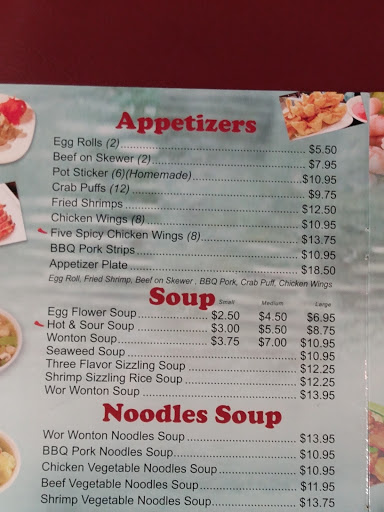 Appetizers
Egg Rolls (2) $5.50
Beef on Skewer (2) $7.95
Pot Sticker (6)(Homemade) $10.95
Crab Puffs (12) $9.75
Fried Shrimps $12.50
Chicken Wings (8) $10.95
Five Spicy Chicken Wings (8) $13.75
BBQ Pork Strips $10.95
Appetizer Plate $18.50
Egg Roll, Fried Shrimp, Beef on Skewer , BBQ Pork, Crab Puff, Chicken Wings
Soup Small Medium Large
Egg Flower Soup $2.50 $4.50 $6.95
Hot & Sour Soup $3.00 $5.50 $8.75
Wonton Soup $3.75 $7.00 $10.95
Seaweed Soup $10.95
Three Flavor Sizzling Soup $12.25
Shrimp Sizzling Rice Soup $12.25
Wor Wonton Soup $13.95
Noodles Soup
Wor Wonton Noodles Soup $13.95
BBQ Pork Noodles Soup $10.95
Chicken Vegetable Noodles Soup $10.95
Beef Vegetable Noodles Soup $11.95
Shrimp Vegetable Noodles Soup $13.75